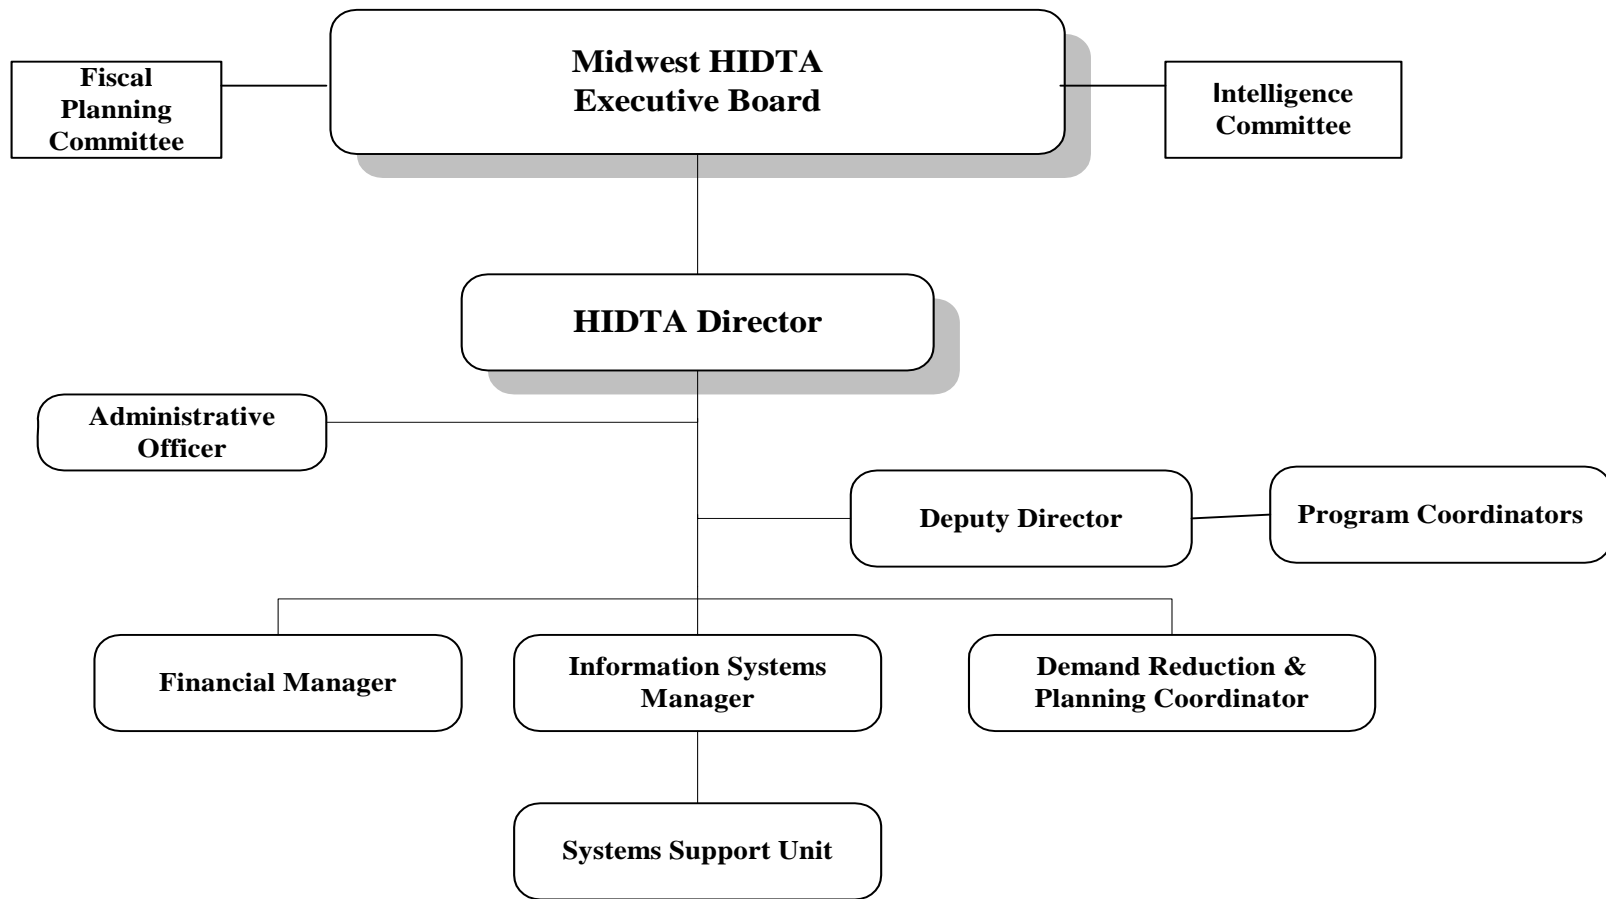 Midwest HIDTA
Executive Board
Fiscal
Planning
Committee
Intelligence
Committee
HIDTA Director
Administrative
Officer
Deputy Director
Program Coordinators
Financial Manager
Information Systems
Manager
Demand Reduction &
Planning Coordinator
Systems Support Unit